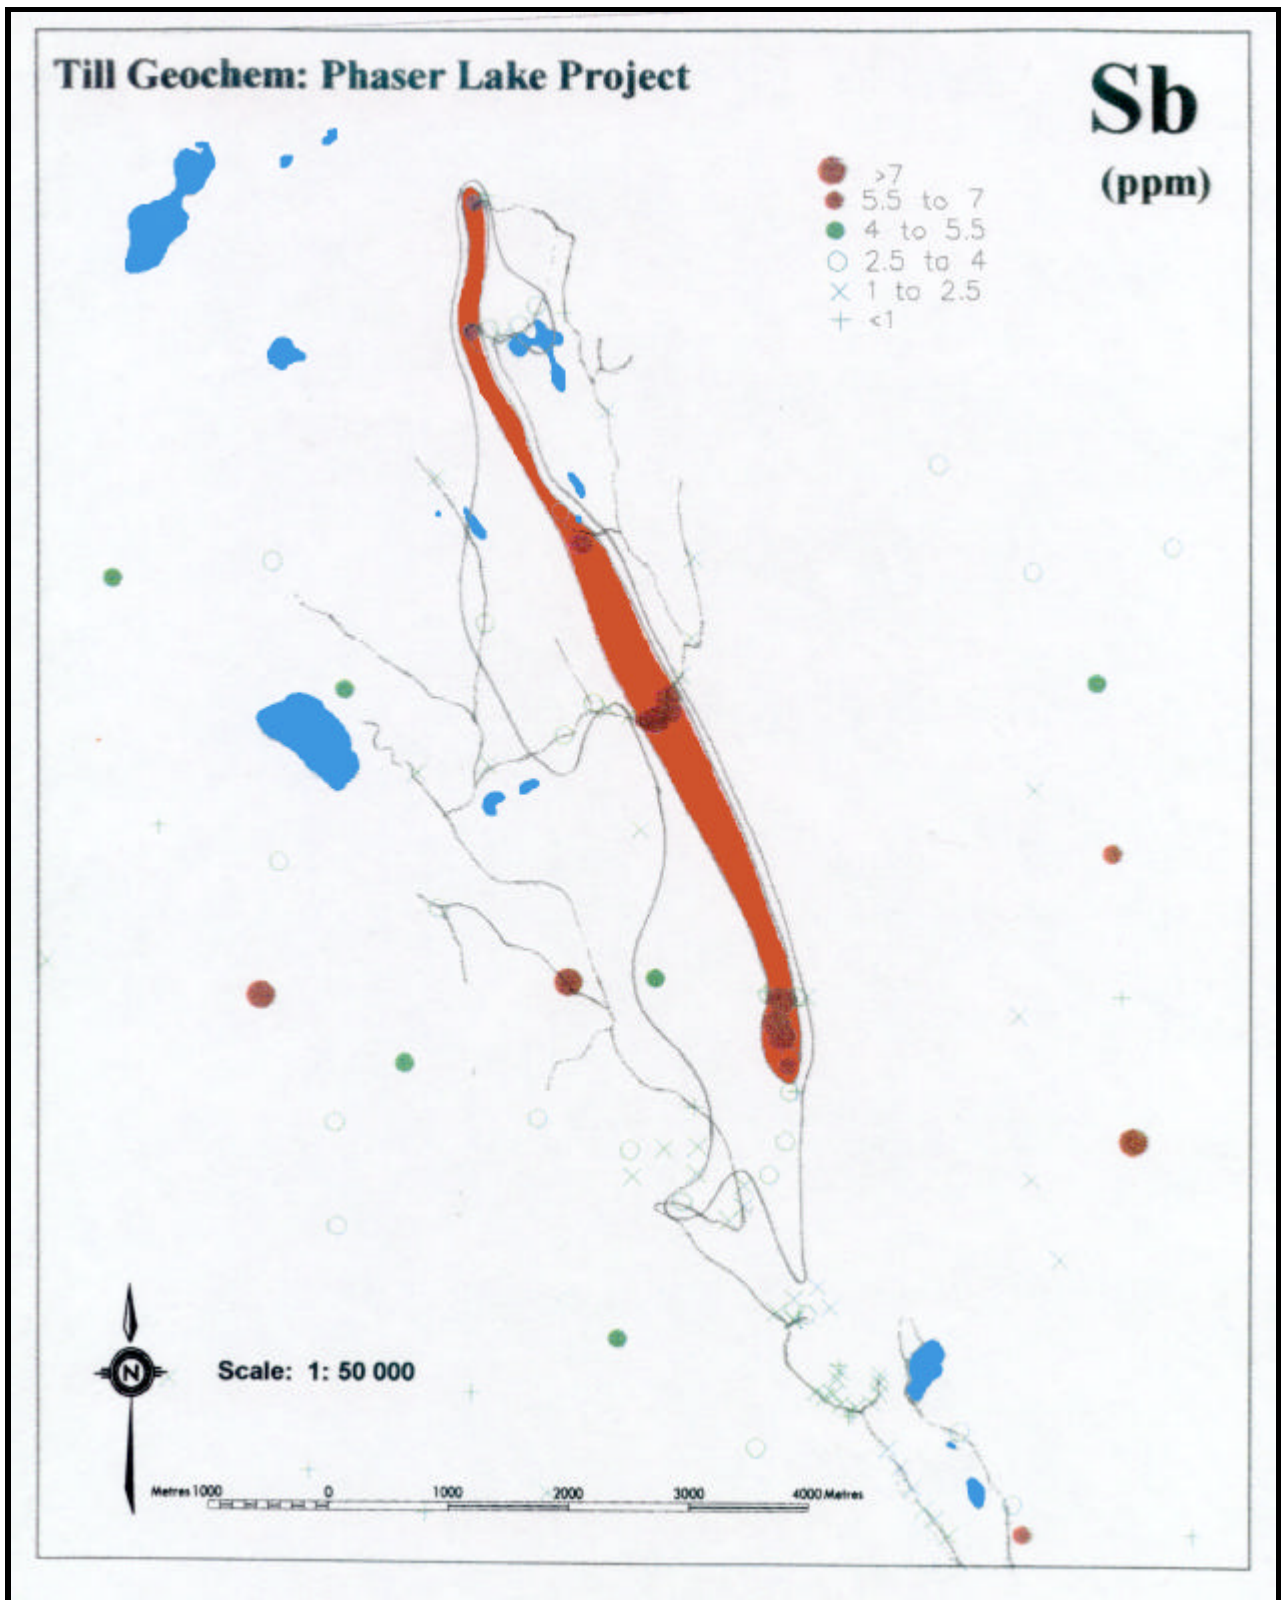 Till Geochem: Phaser Lake Project
Sb
(ppm)
>7
5.5 to 7
4 to 5.5
2.5 to 4
1 to 2.5
<1
N
Scale: 1: 50 000
Metres 1000 0 1000 2000 3000 4000 Metres